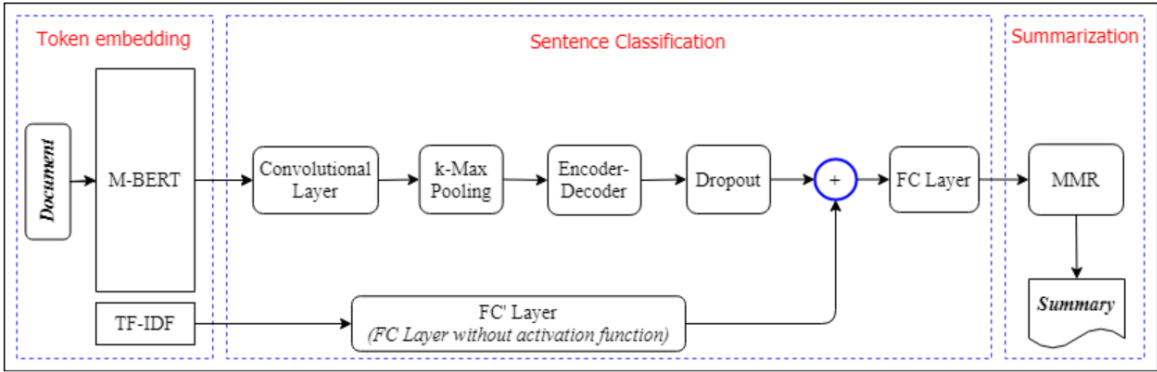 Token embedding
Sentence Classification
Summarization
Document
M-BERT
Convolutional
Layer
k-Max
Pooling
Encoder-
Decoder
Dropout
+
FC Layer
MMR
TF-IDF
FC' Layer
(FC Layer without activation function)
Summary